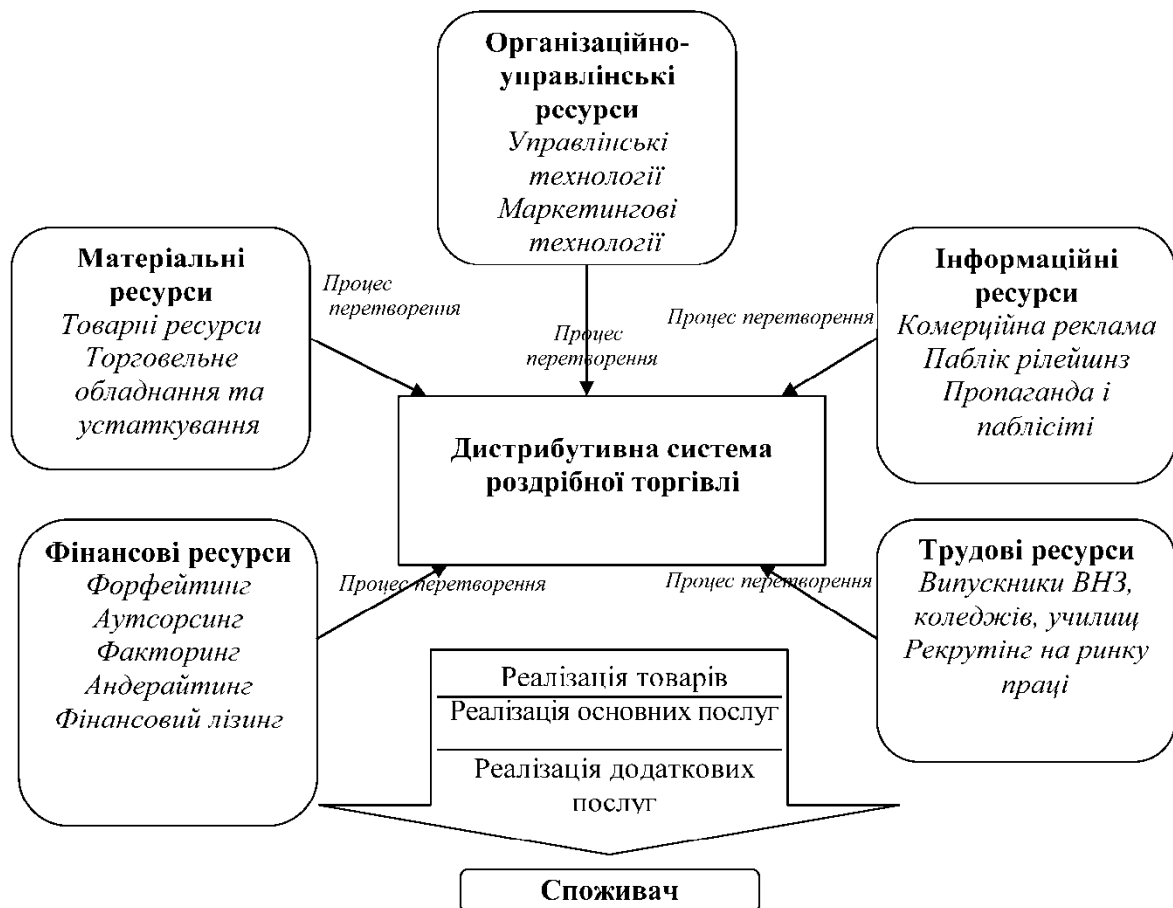 Організаційно-
управлінські
ресурси
Управлінські
технології
Маркетингові
технології
Матеріальні
ресурси
Товарні ресурси
Торговельне
обладнання та
устаткування
Процес
перетворення
Процес
перетворення
Процес перетворення
Інформаційні
ресурси
Комерційна реклама
Паблік рілейшнз
Пропаганда і
паблісіті
Дистрибутивна система
роздрібної торгівлі
Фінансові ресурси
Форфейтинг
Аутсорсинг
Факторинг
Андерайтинг
Фінансовий лізинг
Процес перетворення
Процес перетворення
Трудові ресурси
Випускники ВНЗ,
коледжів, училищ
Рекрутінг на ринку
праці
Реалізація товарів
Реалізація основних послуг
Реалізація додаткових
послуг
Споживач